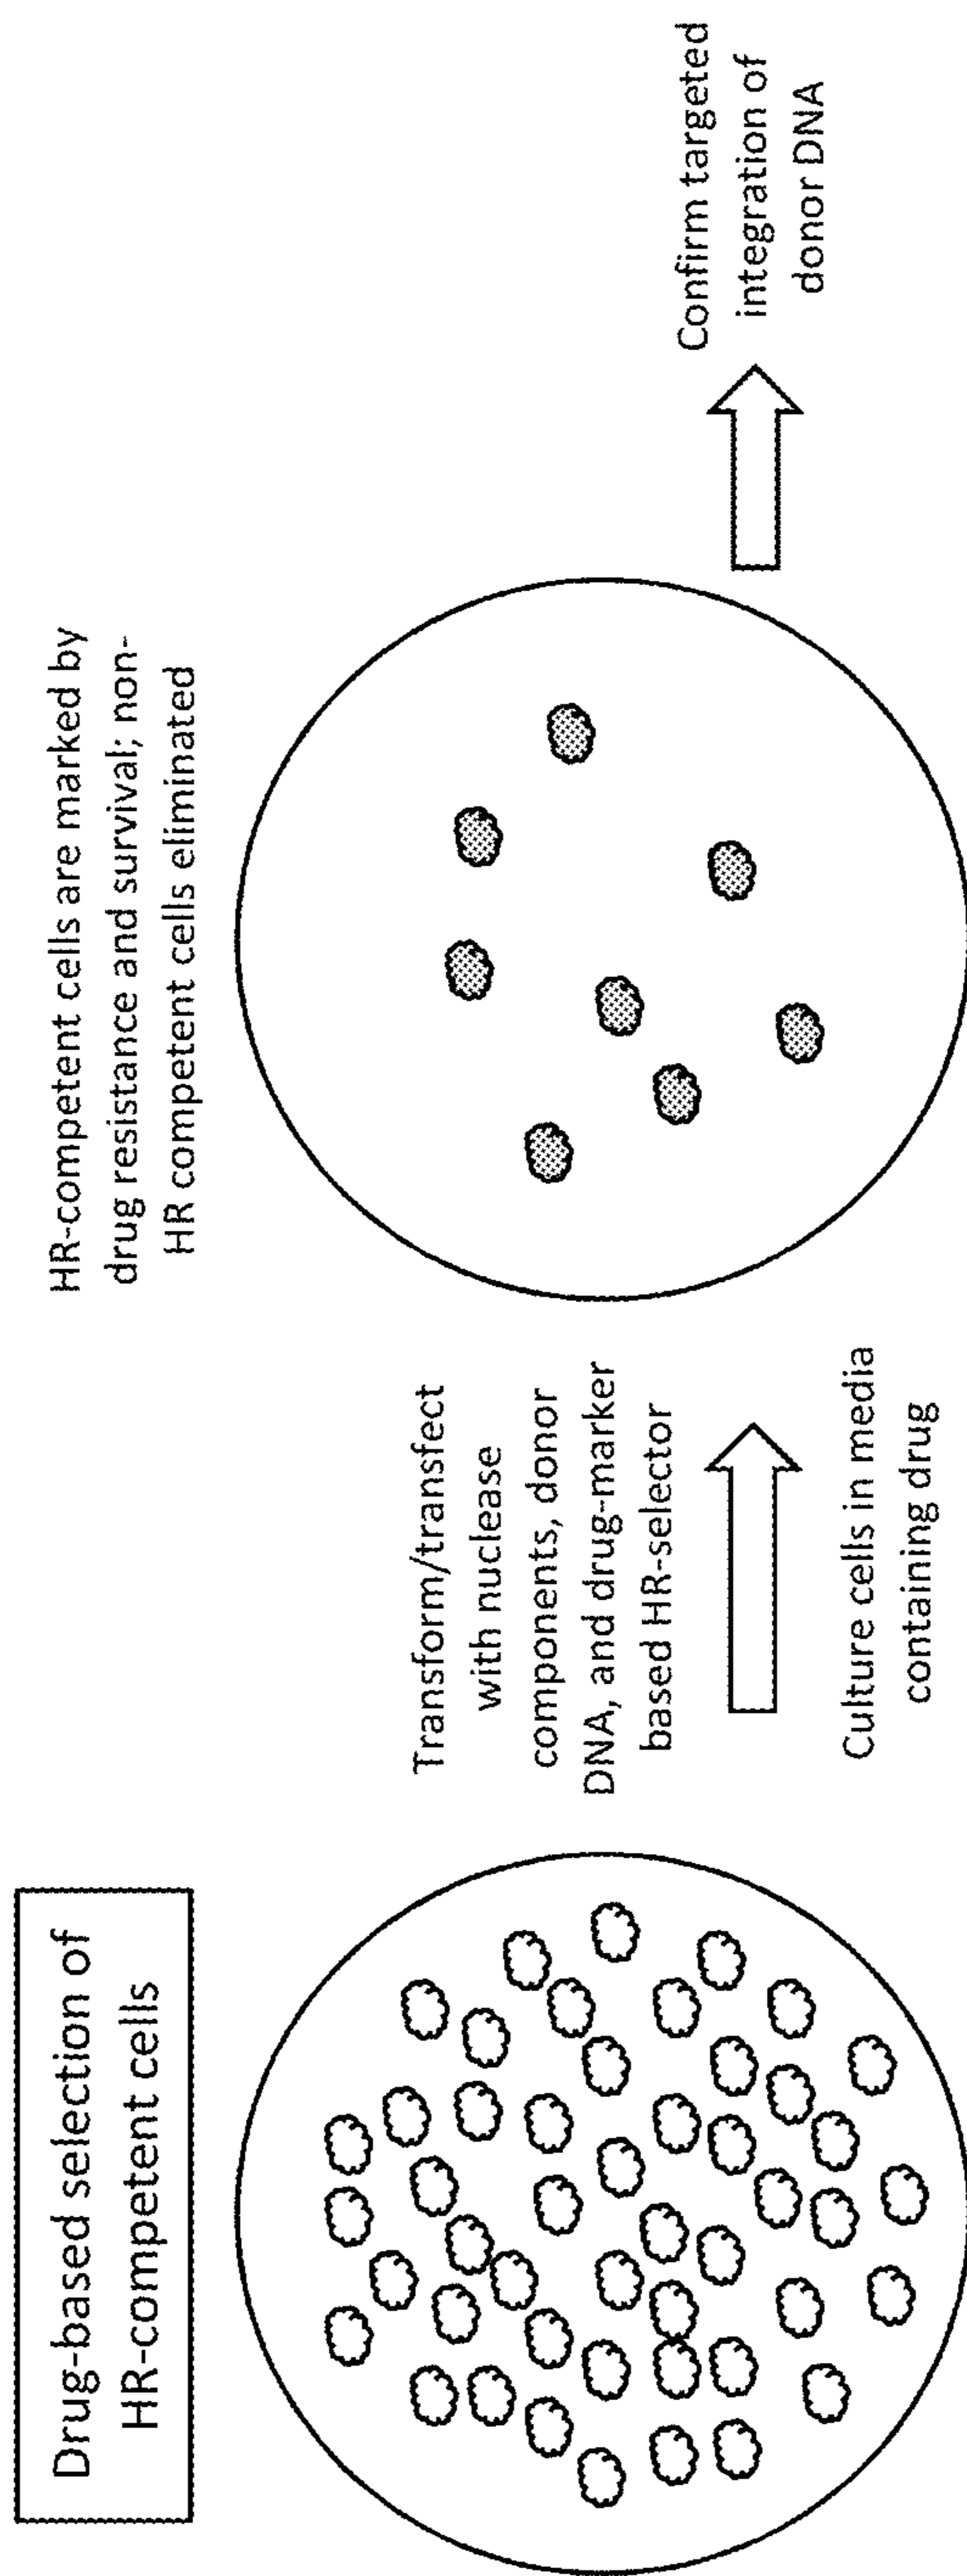 Drug-based selection of
HR-competent cells
Transform/transfect
with nuclease
components, donor
DNA, and drug-marker
based HR-selector
Culture cells in media
containing drug
HR-competent cells are marked by
drug resistance and survival; non-
HR competent cells eliminated
Confirm targeted
integration of
donor DNA